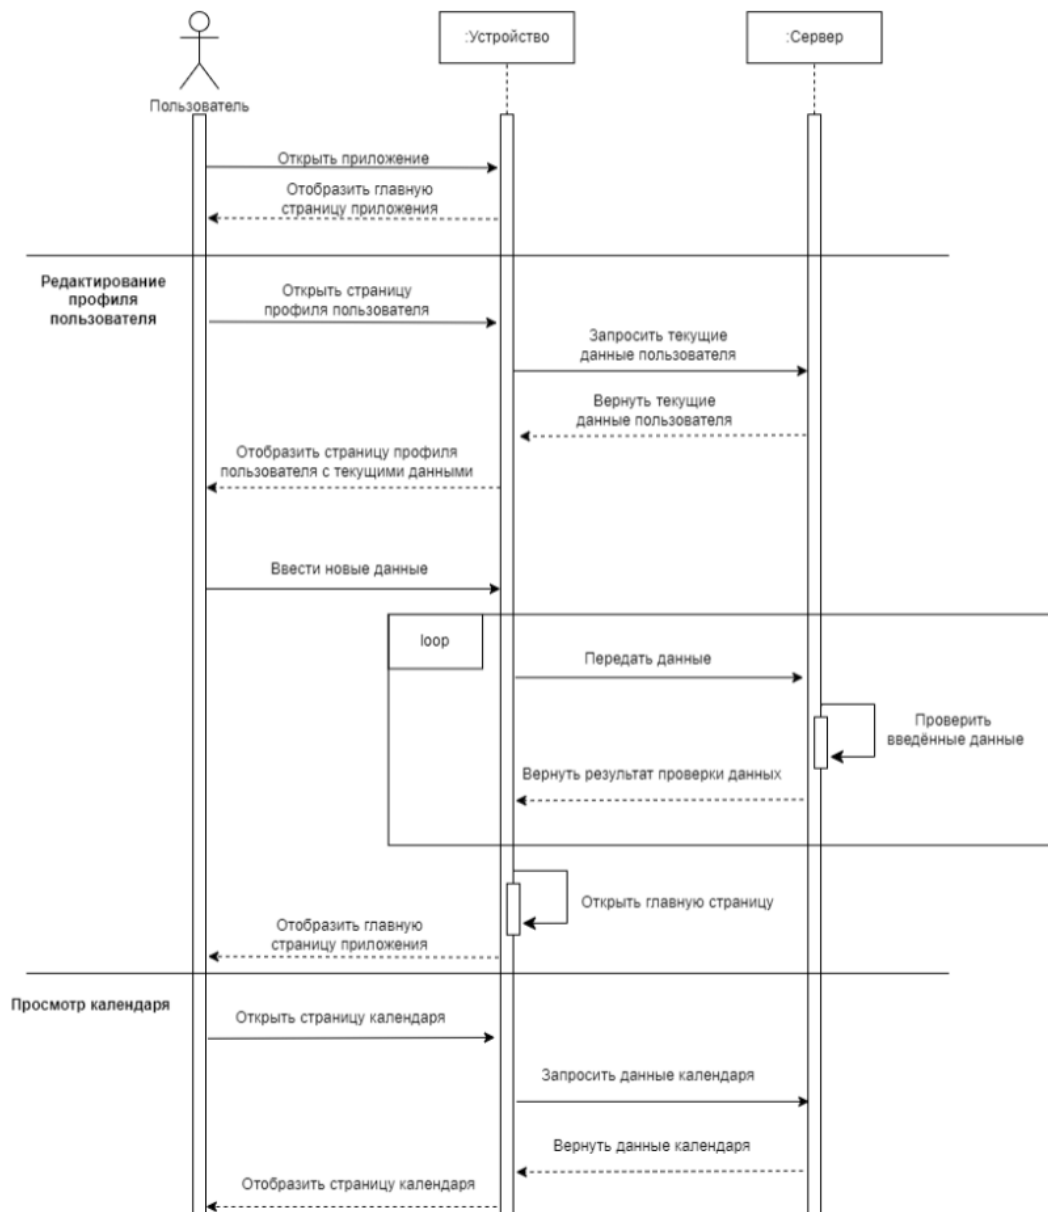 :Устройство
:Сервер
Пользователь
Открыть приложение
Отобразить главную
страницу приложения
Редактирование
профиля
пользователя
Открыть страницу
профиля пользователя
Запросить текущие
данные пользователя
Вернуть текущие
данные пользователя
Отобразить страницу профиля
пользователя с текущими данными
Ввести новые данные
loop
Передать данные
Проверить
введённые данные
Вернуть результат проверки данных
Открыть главную страницу
Отобразить главную
страницу приложения
Просмотр календаря
Открыть страницу календаря
Запросить данные календаря
Вернуть данные календаря
Отобразить страницу календаря